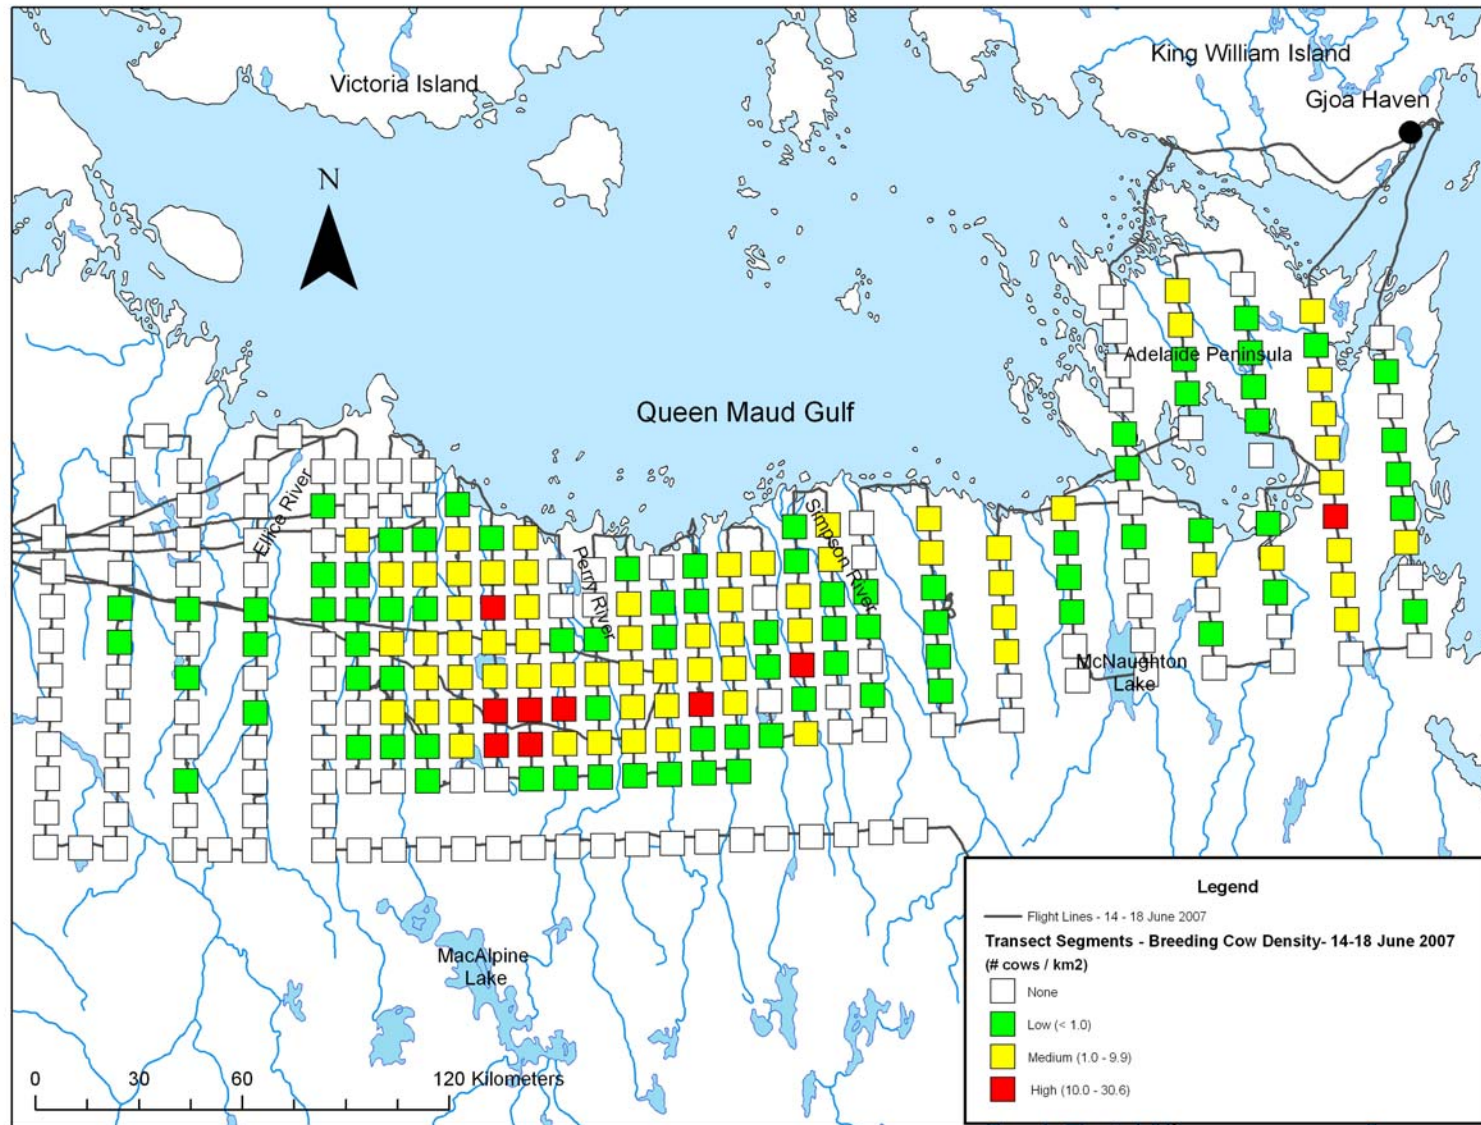 King William Island
Victoria Island
Gjoa Haven
N
Adelaide Peninsula
Queen Maud Gulf
Ellice River
Perry River
Simpson River
McNaughton
Lake
MacAlpine
Lake
0 30 60 120 Kilometers
Legend
Flight Lines - 14 - 18 June 2007
Transect Segments - Breeding Cow Density- 14-18 June 2007
(# cows / km2)
None
Low (< 1.0)
Medium (1.0 - 9.9)
High (10.0 - 30.6)